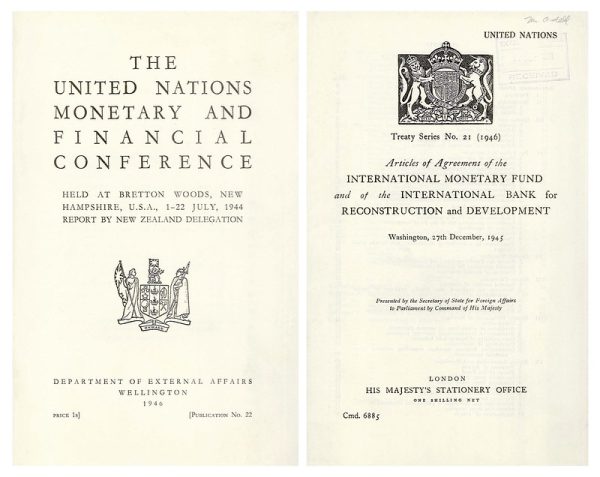 THE
UNITED NATIONS
MONETARY AND
FINANCIAL
CONFERENCE
HELD AT BRETTON WOODS, NEW
HAMPSHIRE, U.S.A., 1-22 JULY, 1944
REPORT BY NEW ZEALAND DELEGATION
DEPARTMENT OF EXTERNAL AFFAIRS
WELLINGTON
1946
PRICE 1s]
[PUBLICATION NO. 22
UNITED NATIONS
Treaty Series No. 21 (1946)
Articles of Agreement of the
INTERNATIONAL MONETARY FUND
and of the INTERNATIONAL BANK for
RECONSTRUCTION and DEVELOPMENT
Washington, 27th December, 1945
Presented by the Secretary of State for Foreign Affairs
to Parliament by Command of His Majesty
LONDON
HIS MAJESTY'S STATIONERY OFFICE
ONE SHILLING NET
Cmd. 6885